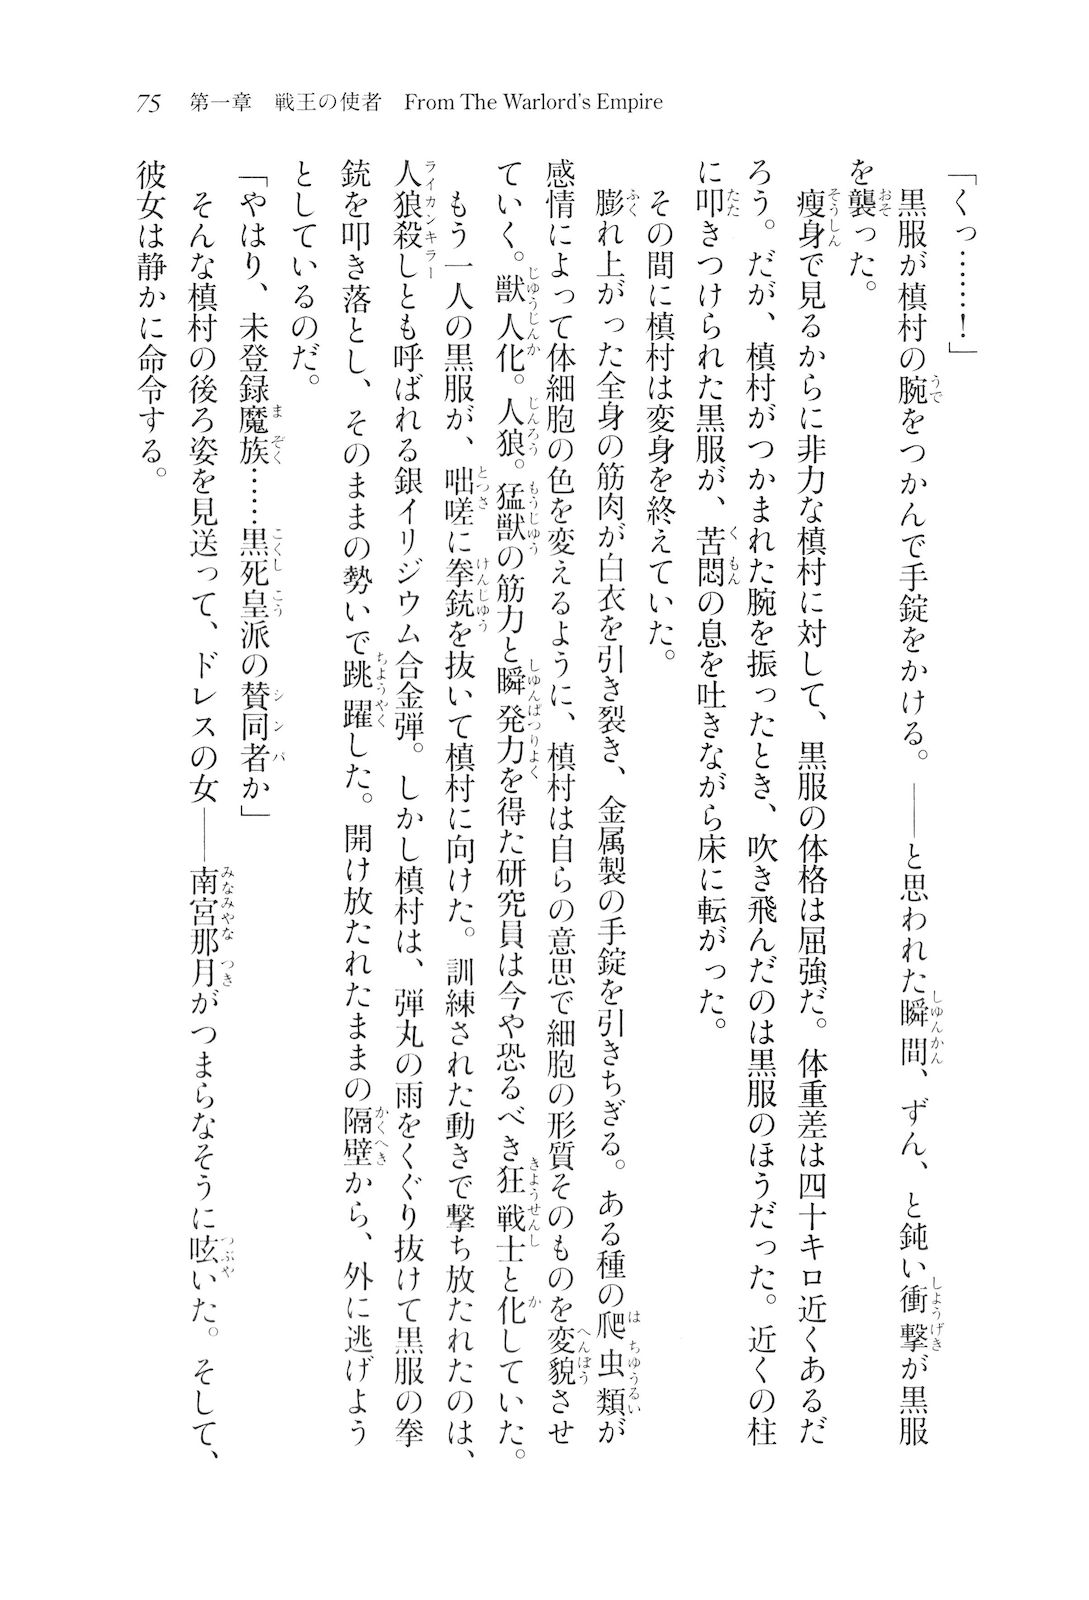 75　第一章　戦王の使者　From The Warlord's Empire
「くっ……！」
　黒服が槙村の腕をつかんで手錠をかける。――と思われた瞬間、ずん、と鈍い衝撃が黒服
を襲った。
　瘦身で見るからに非力な槙村に対して、黒服の体格は屈強だ。体重差は四十キロ近くあるだ
ろう。だが、槙村がつかまれた腕を振ったとき、吹き飛んだのは黒服のほうだった。近くの柱
に叩きつけられた黒服が、苦悶の息を吐きながら床に転がった。
　その間に槙村は変身を終えていた。
　膨れ上がった全身の筋肉が白衣を引き裂き、金属製の手錠を引きちぎる。ある種の爬虫類が
感情によって体細胞の色を変えるように、槙村は自らの意思で細胞の形質そのものを変貌させ
ていく。獣人化。人狼。猛獣の筋力と瞬発力を得た研究員は今や恐るべき狂戦士と化していた。
　もう一人の黒服が、咄嗟に拳銃を抜いて槙村に向けた。訓練された動きで撃ち放たれたのは、
人狼殺しとも呼ばれる銀イリジウム合金弾。しかし槙村は、弾丸の雨をくぐり抜けて黒服の拳
銃を叩き落とし、そのままの勢いで跳躍した。開け放たれたままの隔壁から、外に逃げよう
としているのだ。
「やはり、未登録魔族……黒死皇派の賛同者か」
　そんな槙村の後ろ姿を見送って、ドレスの女――南宮那月がつまらなそうに呟いた。そして、
彼女は静かに命令する。